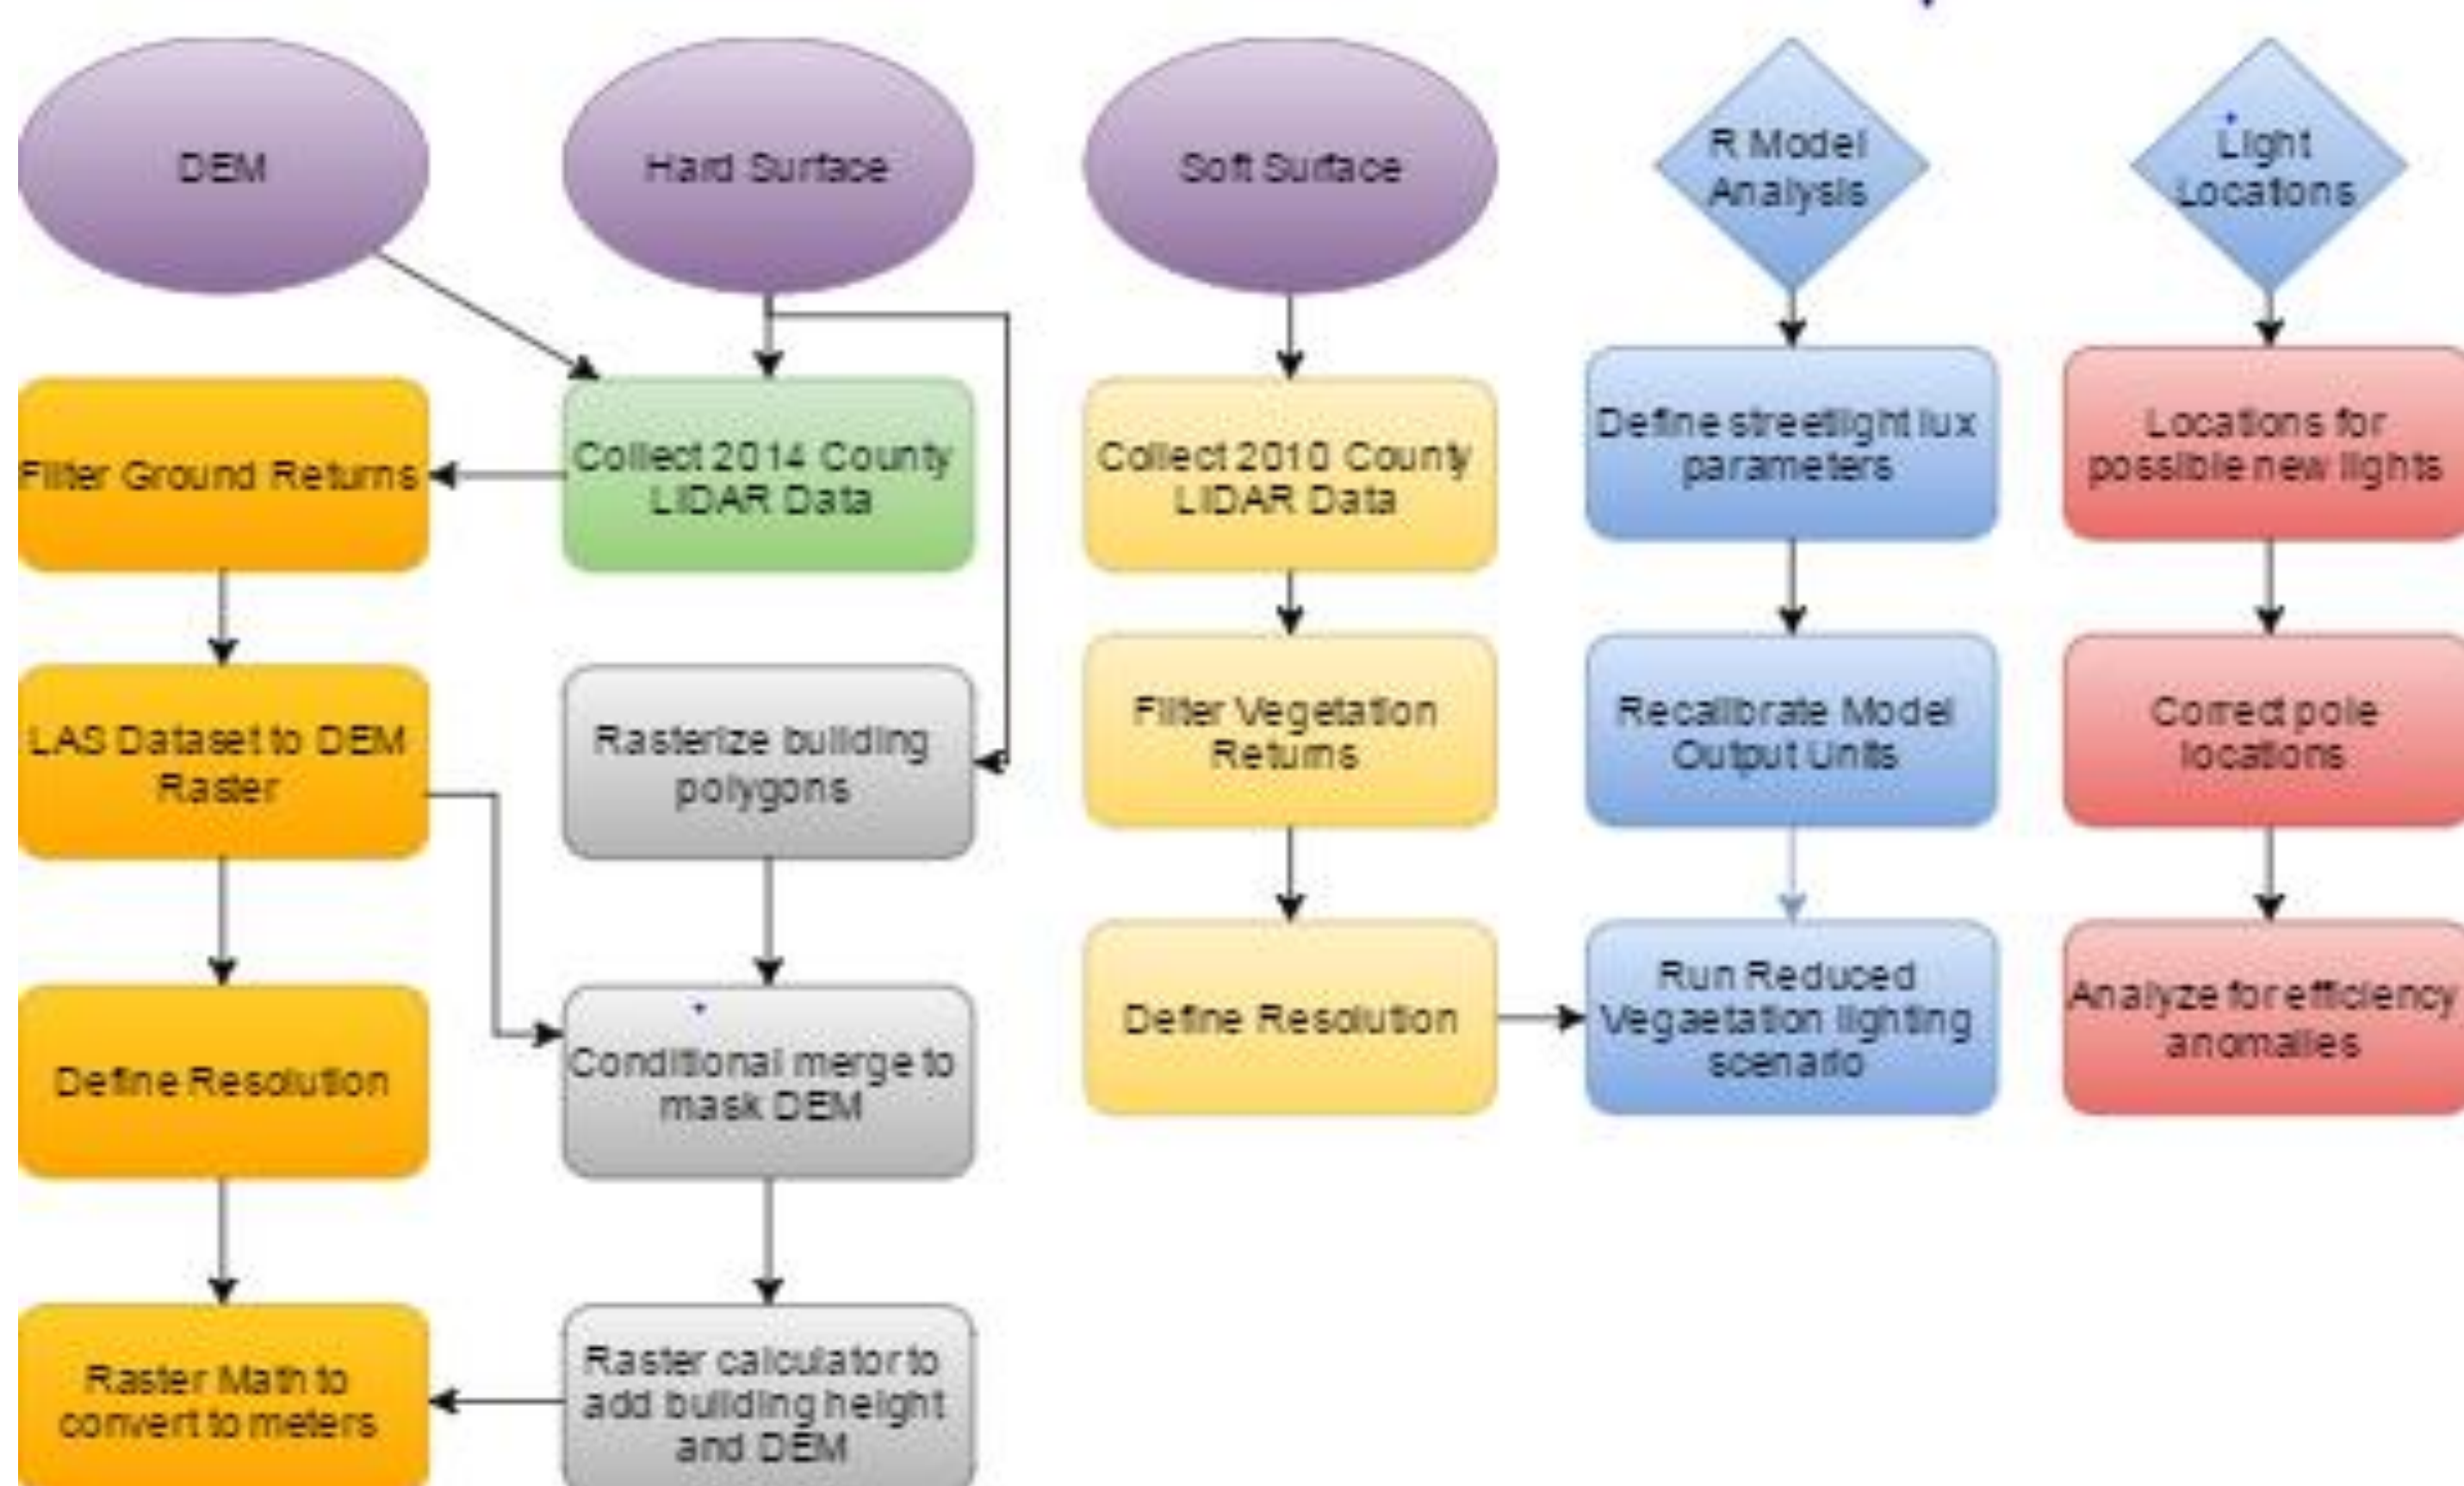 DEM
Hard Surface
Soft Surface
R Model
Analysis
Light
Locations
Filter Ground Returns
Collect 2014 County
LIDAR Data
Collect 2010 County
LIDAR Data
Define streetlight lux
parameters
Locations for
possible new lights
LAS Dataset to DEM
Raster
Rasterize building
polygons
Filter Vegetation
Returns
Recalibrate Model
Output Units
Correct pole
locations
Define Resolution
Conditional merge to
mask DEM
Define Resolution
Run Reduced
Vegaetation lighting
scenario
Analyze for efficiency
anomalies
Raster Math to
convert to meters
Raster calculator to
add building height
and DEM